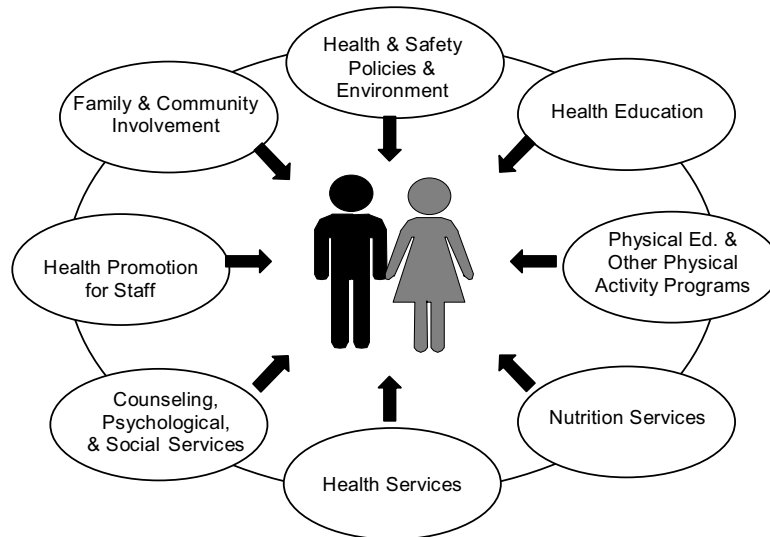 Health & Safety
Policies &
Environment
Family & Community
Involvement
Health Education
Health Promotion
for Staff
Physical Ed. &
Other Physical
Activity Programs
Counseling,
Psychological,
& Social Services
Nutrition Services
Health Services